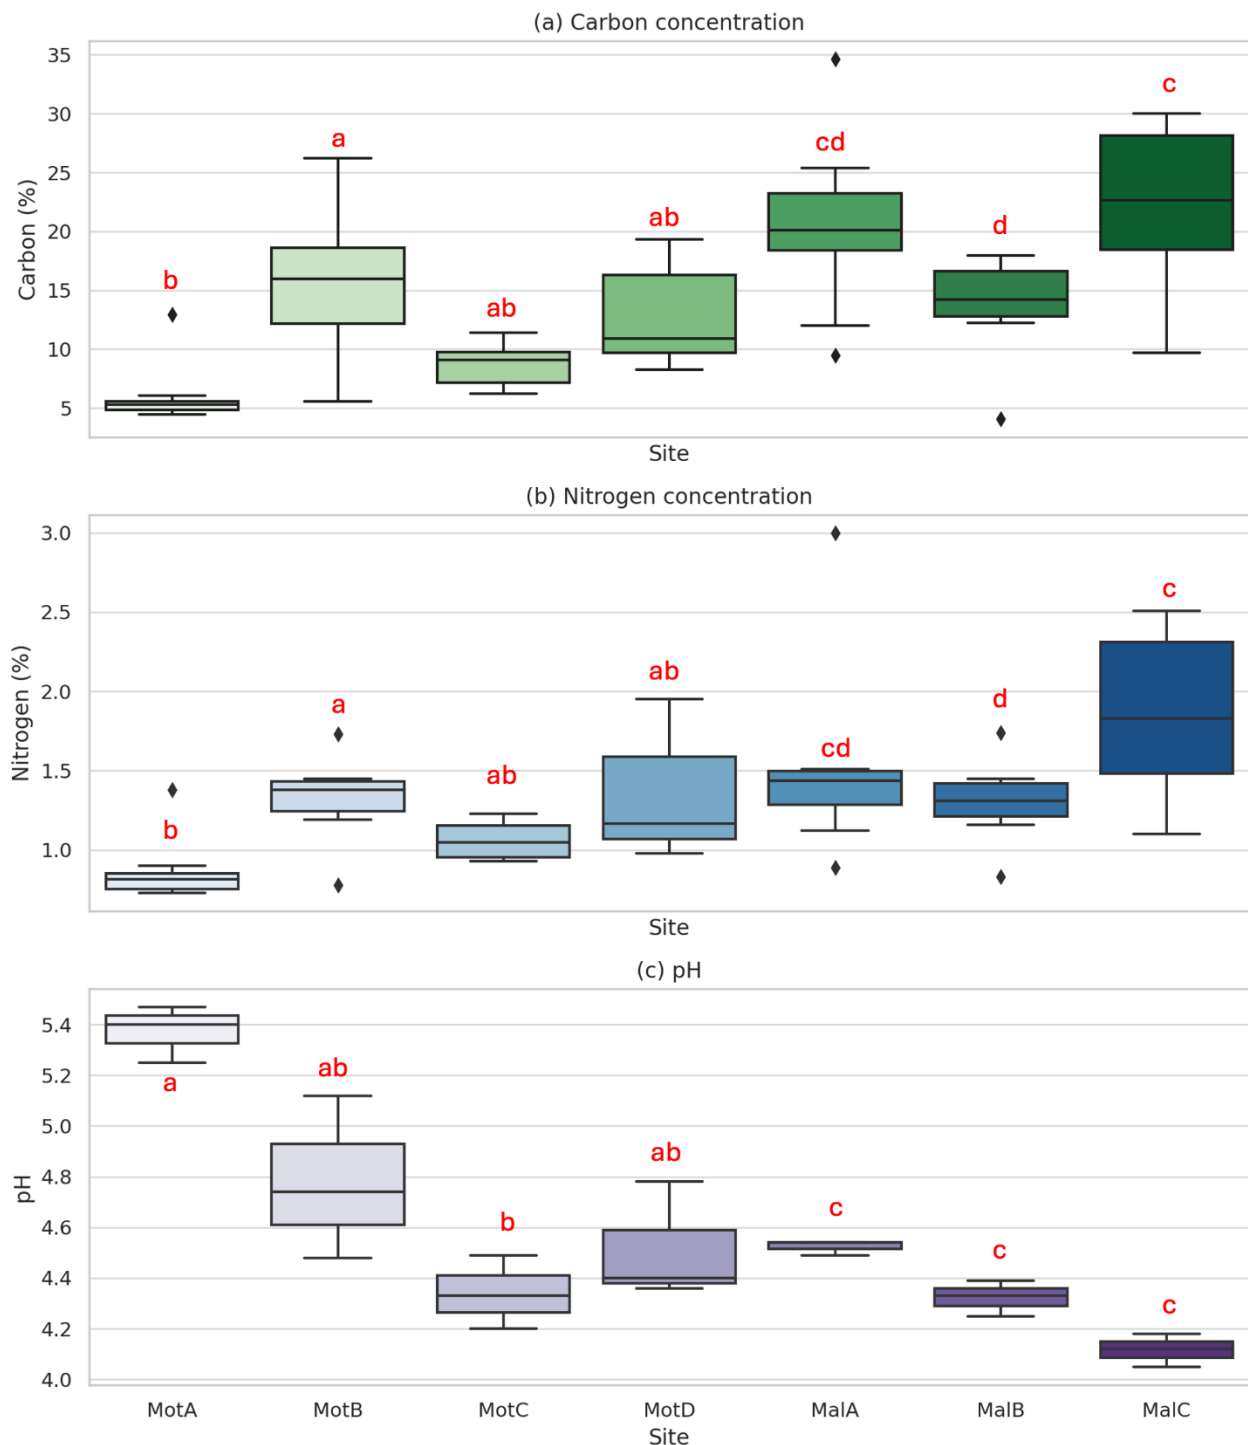 (a) Carbon concentration
35
30
25
20
15
10
5
Carbon (%)
b
a
ab
ab
cd
d
c
Site
(b) Nitrogen concentration
3.0
2.5
2.0
1.5
1.0
Nitrogen (%)
b
a
ab
ab
cd
d
c
Site
(c) pH
5.4
5.2
5.0
4.8
4.6
4.4
4.2
4.0
pH
a
ab
b
ab
c
c
c
MotA MotB MotC MotD MalA MalB MalC
Site